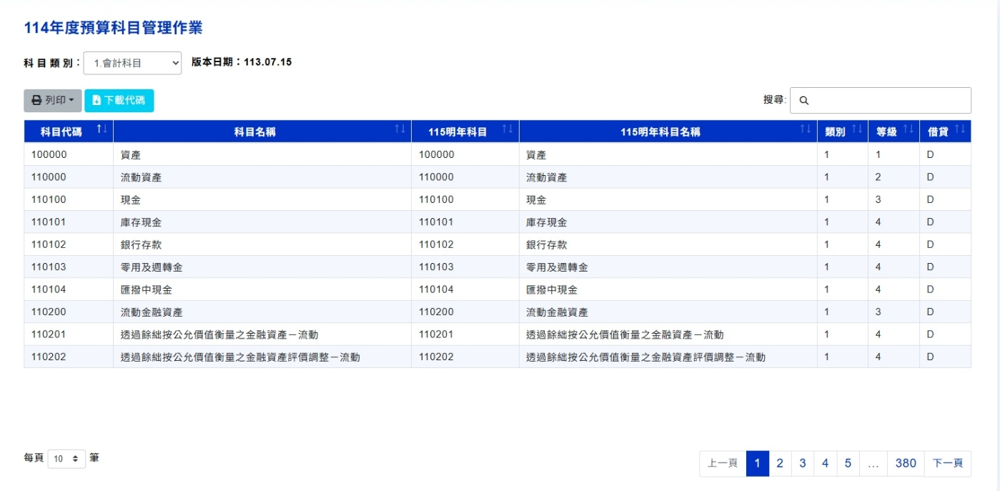 114年度預算科目管理作業
科目類別： 1.會計科目 版本日期：113.07.15
列印 下載代碼 搜尋:
科目代碼 科目名稱 115明年科目 115明年科目名稱 類別 等級 借貸
100000 資產 100000 資產 1 1 D
110000 流動資產 110000 流動資產 1 2 D
110100 現金 110100 現金 1 3 D
110101 庫存現金 110101 庫存現金 1 4 D
110102 銀行存款 110102 銀行存款 1 4 D
110103 零用及週轉金 110103 零用及週轉金 1 4 D
110104 匯撥中現金 110104 匯撥中現金 1 4 D
110200 流動金融資產 110200 流動金融資產 1 3 D
110201 透過餘絀按公允價值衡量之金融資產－流動 110201 透過餘絀按公允價值衡量之金融資產－流動 1 4 D
110202 透過餘絀按公允價值衡量之金融資產評價調整－流動 110202 透過餘絀按公允價值衡量之金融資產評價調整－流動 1 4 D
每頁 10 筆 上一頁 1 2 3 4 5 … 380 下一頁